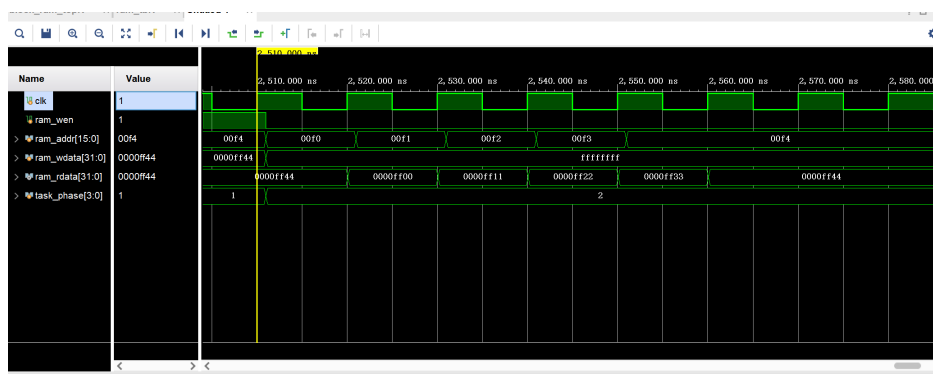 2,510.000 ns
Name Value 2,510.000 ns 2,520.000 ns 2,530.000 ns 2,540.000 ns 2,550.000 ns 2,560.000 ns 2,570.000 ns 2,580.000
clk 1
ram_wen 1
ram_addr[15:0] 00f4 00f4 00f0 00f1 00f2 00f3 00f4
ram_wdata[31:0] 0000ff44 0000ff44 ffffffff
ram_rdata[31:0] 0000ff44 0000ff44 0000ff00 0000ff11 0000ff22 0000ff33 0000ff44
task_phase[3:0] 1 1 2